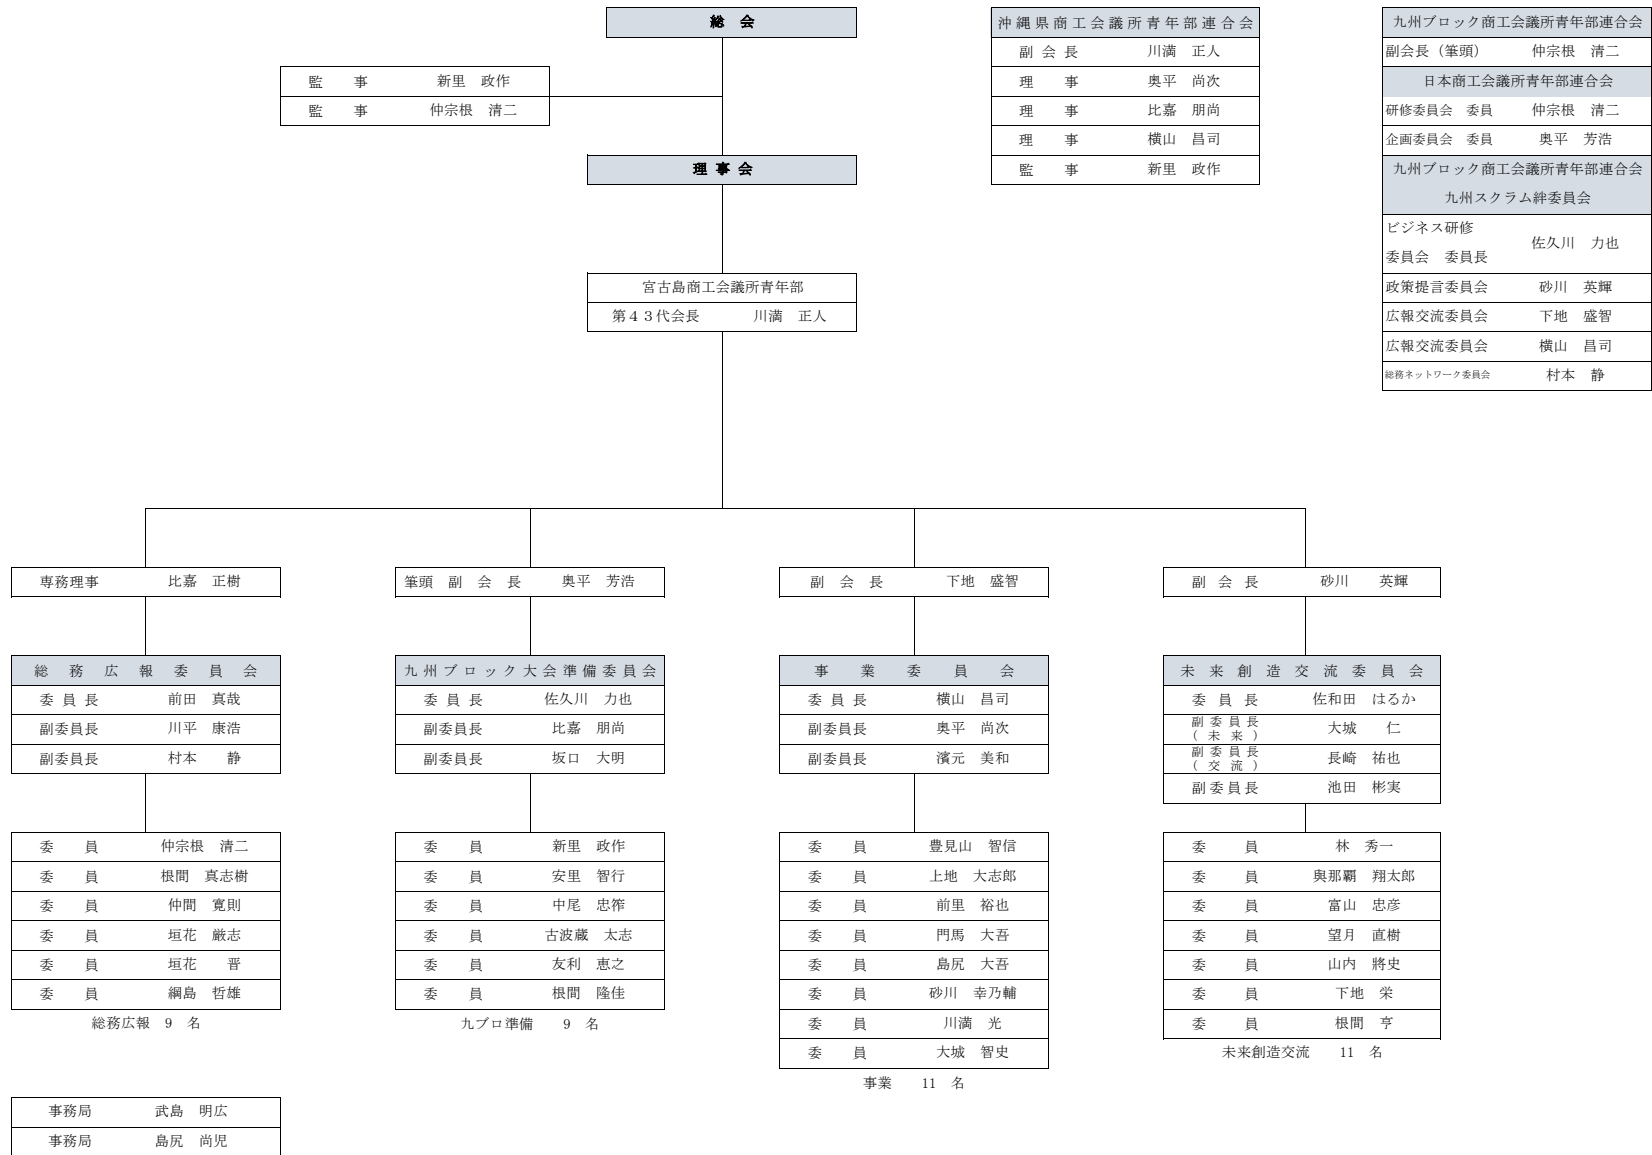 総　会
監　事　新里　政作
監　事　仲宗根　清二
理 事 会
宮古島商工会議所青年部
第４３代会長　川満　正人
沖縄県商工会議所青年部連合会
副 会 長　川満　正人
理　事　奥平　尚次
理　事　比嘉　朋尚
理　事　横山　昌司
監　事　新里　政作
九州ブロック商工会議所青年部連合会
副会長（筆頭）　仲宗根　清二
日本商工会議所青年部連合会
研修委員会　委員　仲宗根　清二
企画委員会　委員　奥平　芳浩
九州ブロック商工会議所青年部連合会
九州スクラム絆委員会
ビジネス研修
委員会　委員長　佐久川　力也
政策提言委員会　砂川　英輝
広報交流委員会　下地　盛智
広報交流委員会　横山　昌司
総務ネットワーク委員会　村本　静
専務理事　比嘉　正樹
総務広報委員会
委 員 長　前田　真哉
副委員長　川平　康浩
副委員長　村本　静
委　員　仲宗根　清二
委　員　根間　真志樹
委　員　仲間　寛則
委　員　垣花　厳志
委　員　垣花　晋
委　員　綱島　哲雄
総務広報　9　名
筆頭　副　会　長　奥平　芳浩
九州ブロック大会準備委員会
委 員 長　佐久川　力也
副委員長　比嘉　朋尚
副委員長　坂口　大明
委　員　新里　政作
委　員　安里　智行
委　員　中尾　忠筰
委　員　古波蔵　太志
委　員　友利　恵之
委　員　根間　隆佳
九ブロ準備　9　名
副　会　長　下地　盛智
事業委員会
委 員 長　横山　昌司
副委員長　奥平　尚次
副委員長　濱元　美和
委　員　豊見山　智信
委　員　上地　大志郎
委　員　前里　裕也
委　員　門馬　大吾
委　員　島尻　大吾
委　員　砂川　幸乃輔
委　員　川満　光
委　員　大城　智史
事業　11　名
副 会 長　砂川　英輝
未来創造交流委員会
委 員 長　佐和田　はるか
副 委 員 長
（ 未 来 ）　大城　仁
副 委 員 長
（ 交 流 ）　長崎　祐也
副 委 員 長　池田　彬実
委　員　林　秀一
委　員　與那覇　翔太郎
委　員　富山　忠彦
委　員　望月　直樹
委　員　山内　將史
委　員　下地　栄
委　員　根間　亨
未来創造交流　11　名
事務局　武島　明広
事務局　島尻　尚児